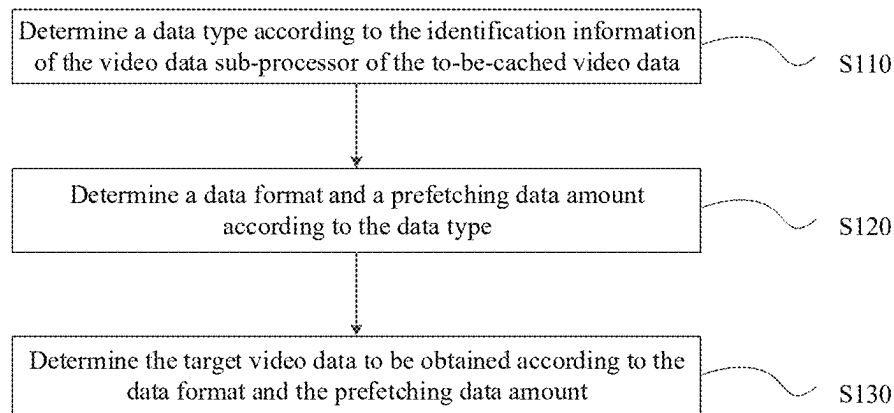 Determine a data type according to the identification information
of the video data sub-processor of the to-be-cached video data
S110
Determine a data format and a prefetching data amount
according to the data type
S120
Determine the target video data to be obtained according to the
data format and the prefetching data amount
S130